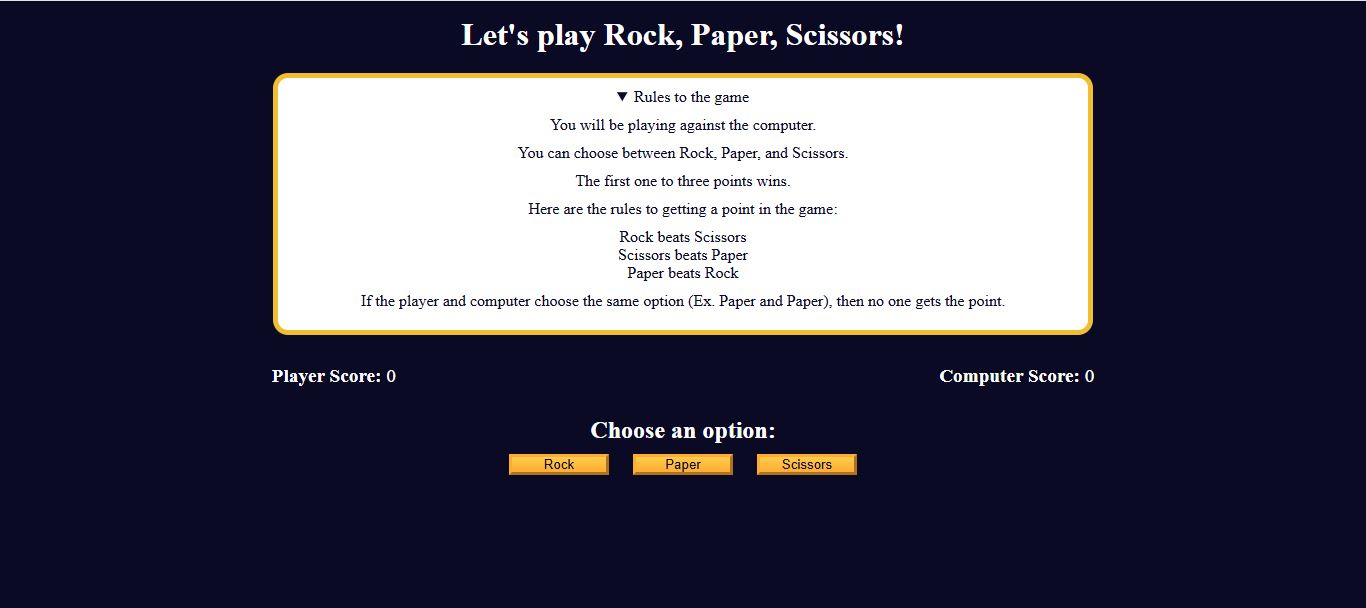 Let's play Rock, Paper, Scissors!
Rules to the game
You will be playing against the computer.
You can choose between Rock, Paper, and Scissors.
The first one to three points wins.
Here are the rules to getting a point in the game:
Rock beats Scissors
Scissors beats Paper
Paper beats Rock
If the player and computer choose the same option (Ex. Paper and Paper), then no one gets the point.
Player Score: 0 Computer Score: 0
Choose an option:
Rock Paper Scissors